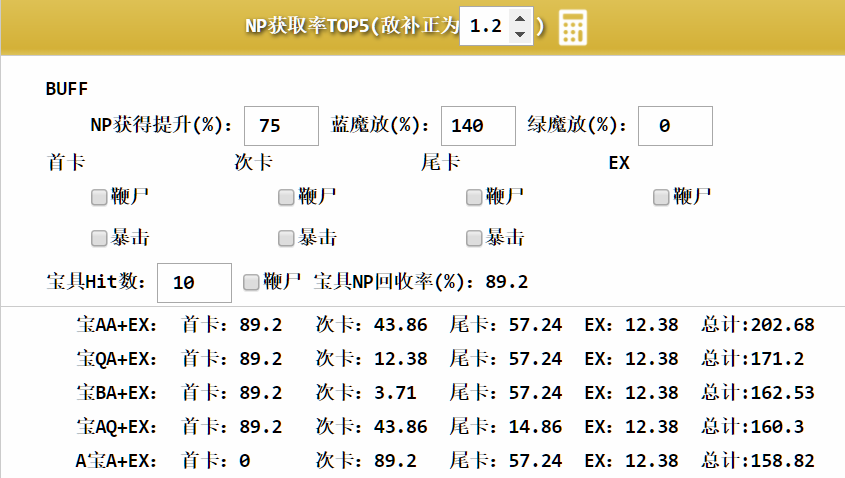 NP获取率TOP5(敌补正为 1.2 )
BUFF
NP获得提升(%)： 75 蓝魔放(%)： 140 绿魔放(%)： 0
首卡 次卡 尾卡 EX
鞭尸 鞭尸 鞭尸 鞭尸
暴击 暴击 暴击
宝具Hit数： 10 鞭尸 宝具NP回收率(%)：89.2
宝AA+EX： 首卡：89.2 次卡：43.86 尾卡：57.24 EX：12.38 总计:202.68
宝QA+EX： 首卡：89.2 次卡：12.38 尾卡：57.24 EX：12.38 总计:171.2
宝BA+EX： 首卡：89.2 次卡：3.71 尾卡：57.24 EX：12.38 总计:162.53
宝AQ+EX： 首卡：89.2 次卡：43.86 尾卡：14.86 EX：12.38 总计:160.3
A宝A+EX： 首卡：0 次卡：89.2 尾卡：57.24 EX：12.38 总计:158.82